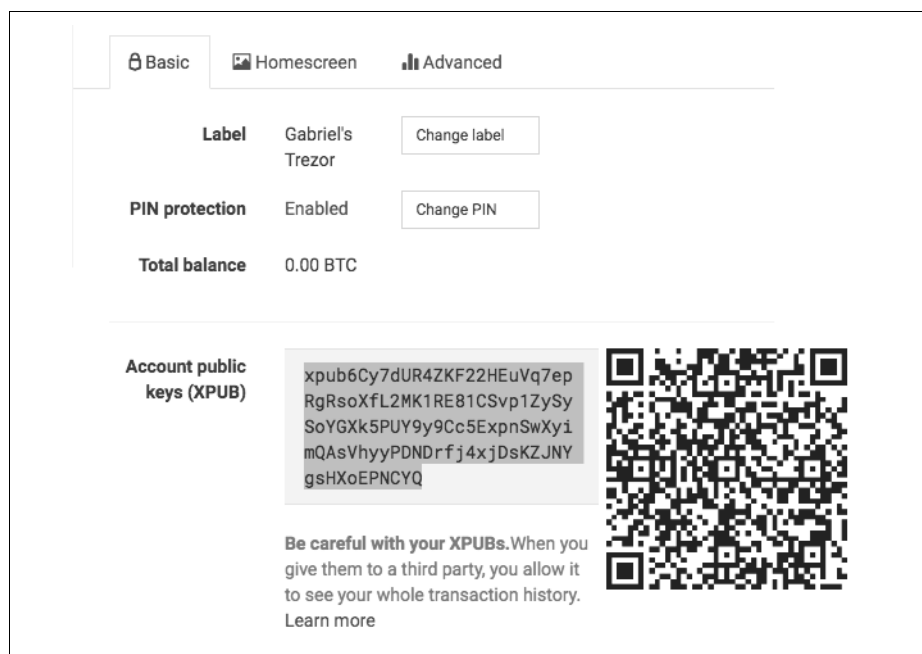 Basic
Homescreen
Advanced
Label
Gabriel's
Trezor
Change label
PIN protection
Enabled
Change PIN
Total balance
0.00 BTC
Account public
keys (XPUB)
xpub6Cy7dUR4ZKF22HEuVq7ep
RgRsoXfL2MK1RE81CSvp1ZySy
SoYGXk5PUY9y9Cc5ExpnSwXyi
mQAsVhyyPDNDrfj4xjDsKZJNY
gsHXoEPNCYQ
Be careful with your XPUBs.When you
give them to a third party, you allow it
to see your whole transaction history.
Learn more